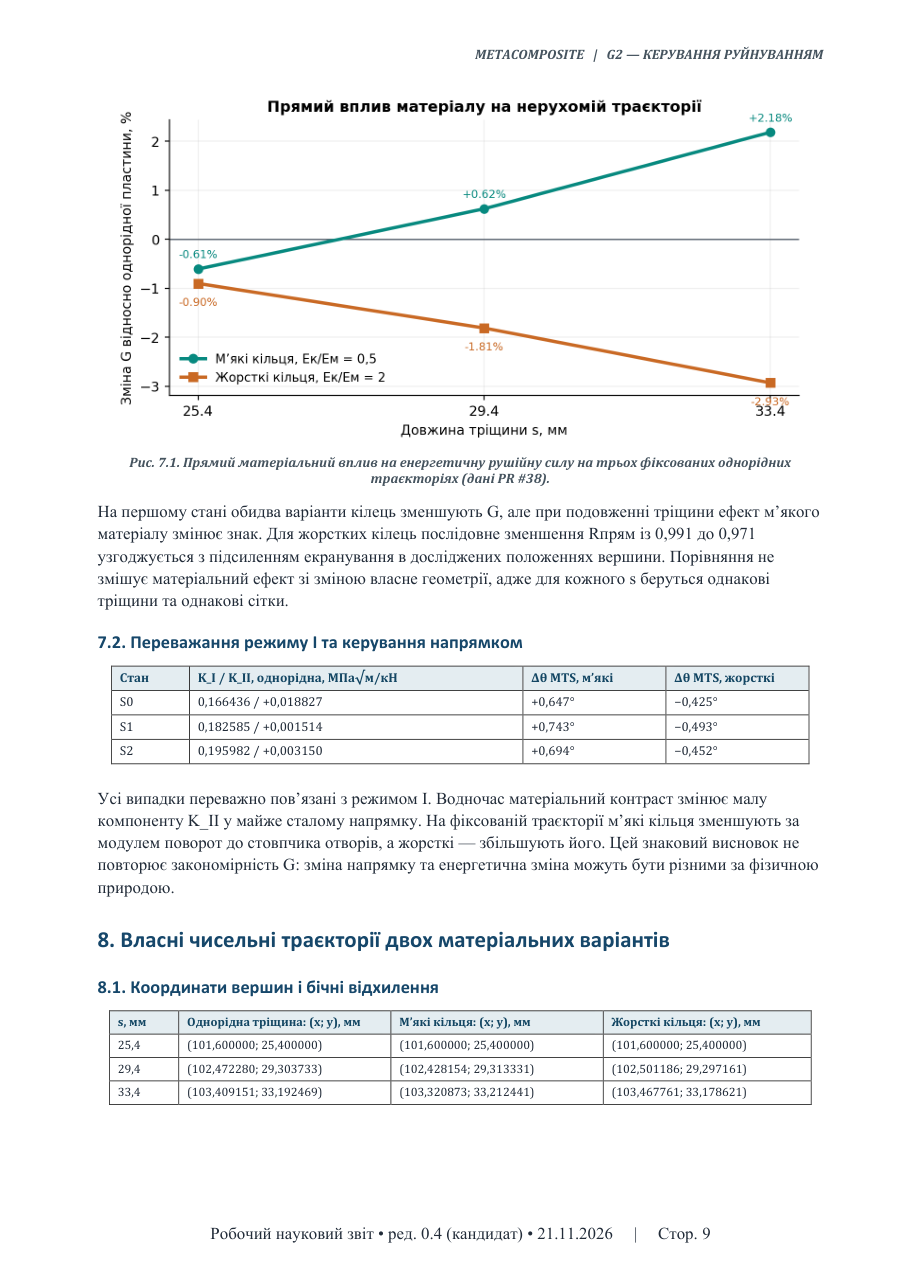 METACOMPOSITE | G2 — КЕРУВАННЯ РУЙНУВАННЯМ
Прямий вплив матеріалу на нерухомій траєкторії
Зміна G відносно однорідної пластини, %
2
1
0
−1
−2
−3
+2.18%
+0.62%
-0.61%
-0.90%
-1.81%
-2.93%
М’які кільця, Eк/Eм = 0,5
Жорсткі кільця, Eк/Eм = 2
25.4 29.4 33.4
Довжина тріщини s, мм
Рис. 7.1. Прямий матеріальний вплив на енергетичну рушійну силу на трьох фіксованих однорідних
траєкторіях (дані PR #38).
На першому стані обидва варіанти кілець зменшують G, але при подовженні тріщини ефект м’якого
матеріалу змінює знак. Для жорстких кілець послідовне зменшення Rпрям із 0,991 до 0,971
узгоджується з підсиленням екранування в досліджених положеннях вершини. Порівняння не
змішує матеріальний ефект зі зміною власне геометрії, адже для кожного s беруться однакові
тріщини та однакові сітки.
7.2. Переважання режиму I та керування напрямком
Стан K_I / K_II, однорідна, МПа√м/кН Δθ MTS, м’які Δθ MTS, жорсткі
S0 0,166436 / +0,018827 +0,647° −0,425°
S1 0,182585 / +0,001514 +0,743° −0,493°
S2 0,195982 / +0,003150 +0,694° −0,452°
Усі випадки переважно пов’язані з режимом I. Водночас матеріальний контраст змінює малу
компоненту K_II у майже сталому напрямку. На фіксованій траєкторії м’які кільця зменшують за
модулем поворот до стовпчика отворів, а жорсткі — збільшують його. Цей знаковий висновок не
повторює закономірність G: зміна напрямку та енергетична зміна можуть бути різними за фізичною
природою.
8. Власні чисельні траєкторії двох матеріальних варіантів
8.1. Координати вершин і бічні відхилення
s, мм Однорідна тріщина: (x; y), мм М’які кільця: (x; y), мм Жорсткі кільця: (x; y), мм
25,4 (101,600000; 25,400000) (101,600000; 25,400000) (101,600000; 25,400000)
29,4 (102,472280; 29,303733) (102,428154; 29,313331) (102,501186; 29,297161)
33,4 (103,409151; 33,192469) (103,320873; 33,212441) (103,467761; 33,178621)
Робочий науковий звіт • ред. 0.4 (кандидат) • 21.11.2026 | Стор. 9